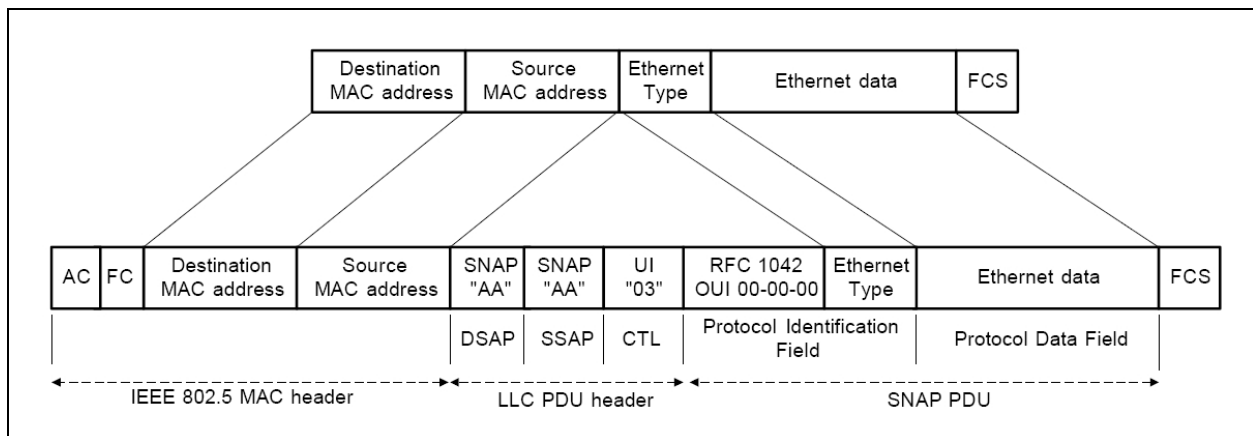 Destination
MAC address
Source
MAC address
Ethernet
Type
Ethernet data
FCS
AC
FC
Destination
MAC address
Source
MAC address
SNAP
"AA"
SNAP
"AA"
UI
"03"
RFC 1042
OUI 00-00-00
Ethernet
Type
Ethernet data
FCS
DSAP
SSAP
CTL
Protocol Identification
Field
Protocol Data Field
IEEE 802.5 MAC header
LLC PDU header
SNAP PDU